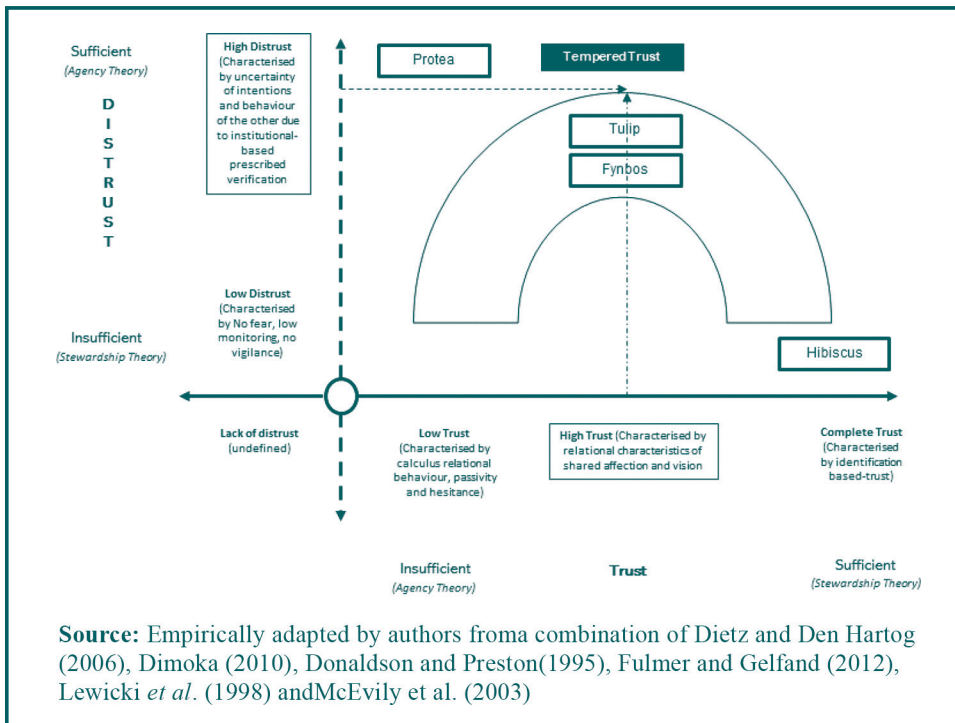 Sufficient
(Agency Theory)
D
I
S
T
R
U
S
T
Insufficient
(Stewardship Theory)
High Distrust
(Characterised
by uncertainty
of intentions
and behaviour
of the other due
to institutional-
based
prescribed
verification
Low Distrust
(Characterised
by No fear, low
monitoring, no
vigilance)
Protea
Tempered Trust
Tulip
Fynbos
Hibiscus
Lack of distrust
(undefined)
Low Trust
(Characterised by
calculus relational
behaviour, passivity
and hesitance)
High Trust (Characterised by
relational characteristics of
shared affection and vision
Complete Trust
(Characterised
by identification
based-trust)
Insufficient
(Agency Theory)
Trust
Sufficient
(Stewardship Theory)
Source: Empirically adapted by authors froma combination of Dietz and Den Hartog
(2006), Dimoka (2010), Donaldson and Preston(1995), Fulmer and Gelfand (2012),
Lewicki et al. (1998) andMcEvily et al. (2003)